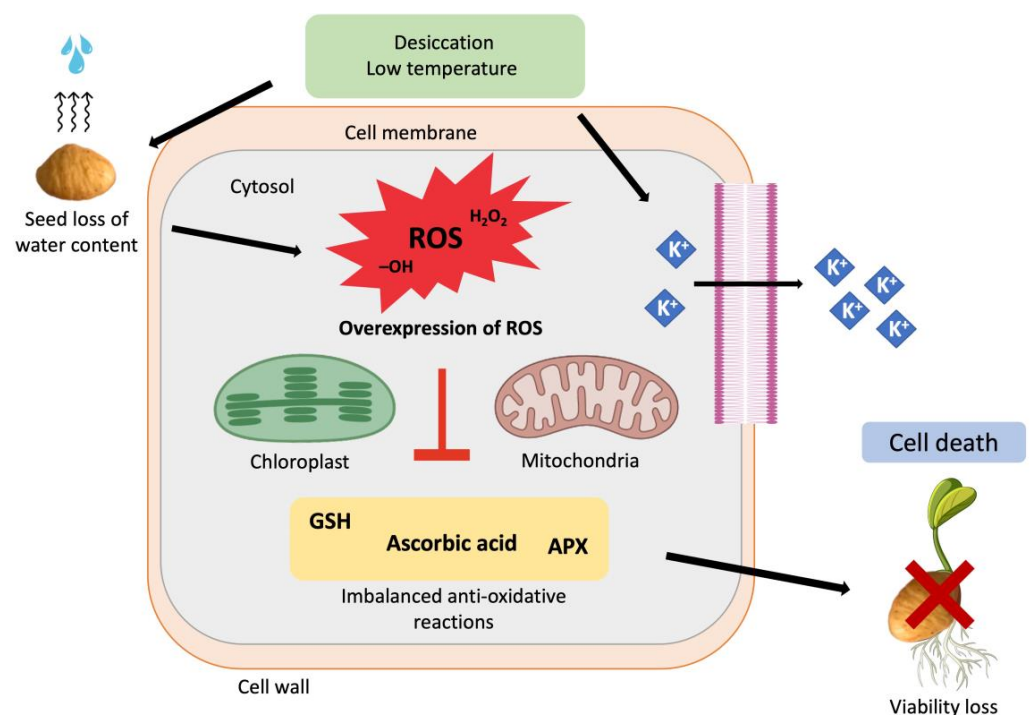 Desiccation
Low temperature
Cell membrane
Cytosol
Seed loss of
water content
H₂O₂
ROS
–OH
Overexpression of ROS
K⁺
K⁺
K⁺
K⁺
K⁺
K⁺
Chloroplast
Mitochondria
Cell death
GSH
Ascorbic acid
APX
Imbalanced anti-oxidative
reactions
Cell wall
Viability loss